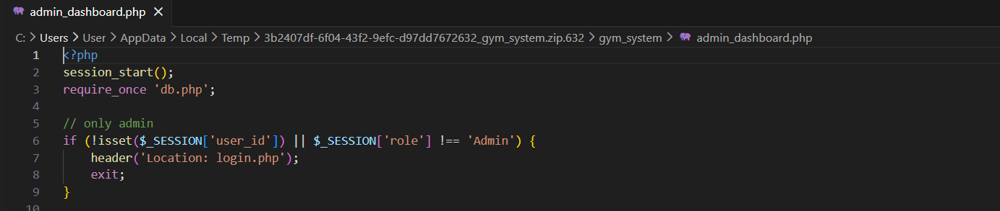 admin_dashboard.php ×
C: > Users > User > AppData > Local > Temp > 3b2407df-6f04-43f2-9efc-d97dd7672632_gym_system.zip.632 > gym_system > admin_dashboard.php
1 <?php
2 session_start();
3 require_once 'db.php';
4
5 // only admin
6 if (!isset($_SESSION['user_id']) || $_SESSION['role'] !== 'Admin') {
7     header('Location: login.php');
8     exit;
9 }
10